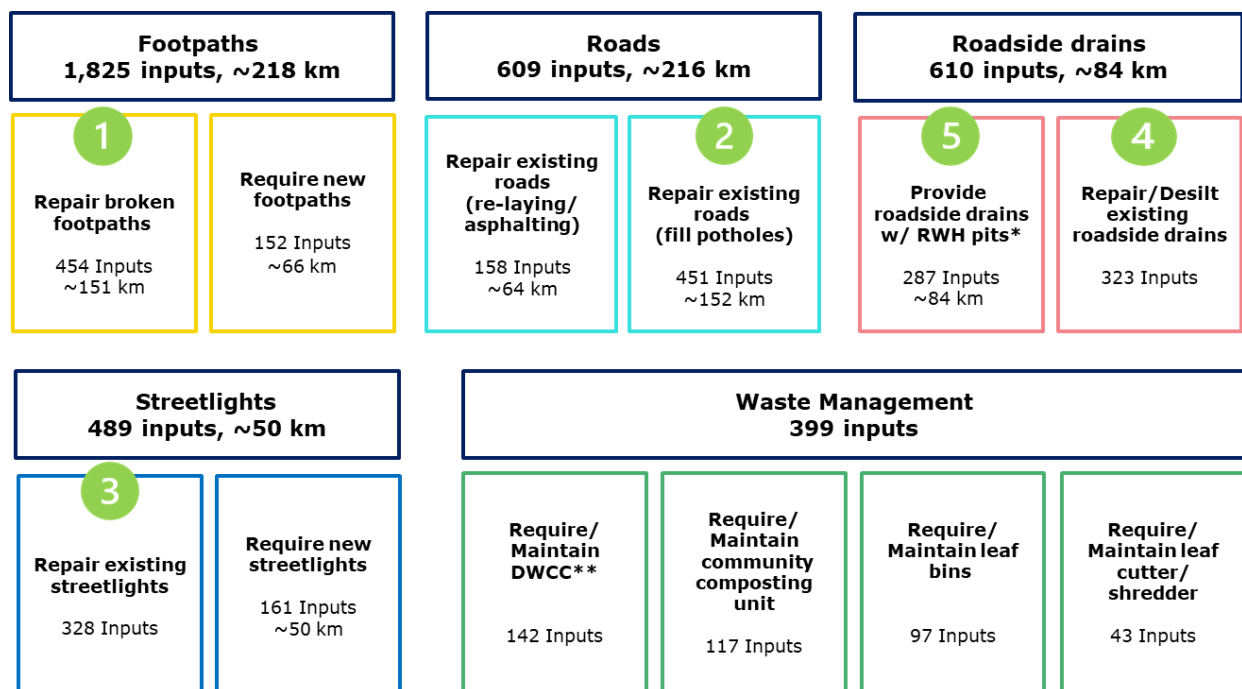 Footpaths
1,825 inputs, ~218 km
Roads
609 inputs, ~216 km
Roadside drains
610 inputs, ~84 km
1
Repair broken
footpaths
454 Inputs
~151 km
Require new
footpaths
152 Inputs
~66 km
Repair existing
roads
(re-laying/
asphalting)
158 Inputs
~64 km
2
Repair existing
roads
(fill potholes)
451 Inputs
~152 km
5
Provide
roadside drains
w/ RWH pits*
287 Inputs
~84 km
4
Repair/Desilt
existing
roadside drains
323 Inputs
Streetlights
489 inputs, ~50 km
Waste Management
399 inputs
3
Repair existing
streetlights
328 Inputs
Require new
streetlights
161 Inputs
~50 km
Require/
Maintain
DWCC**
142 Inputs
Require/
Maintain
community
composting
unit
117 Inputs
Require/
Maintain leaf
bins
97 Inputs
Require/
Maintain leaf
cutter/
shredder
43 Inputs